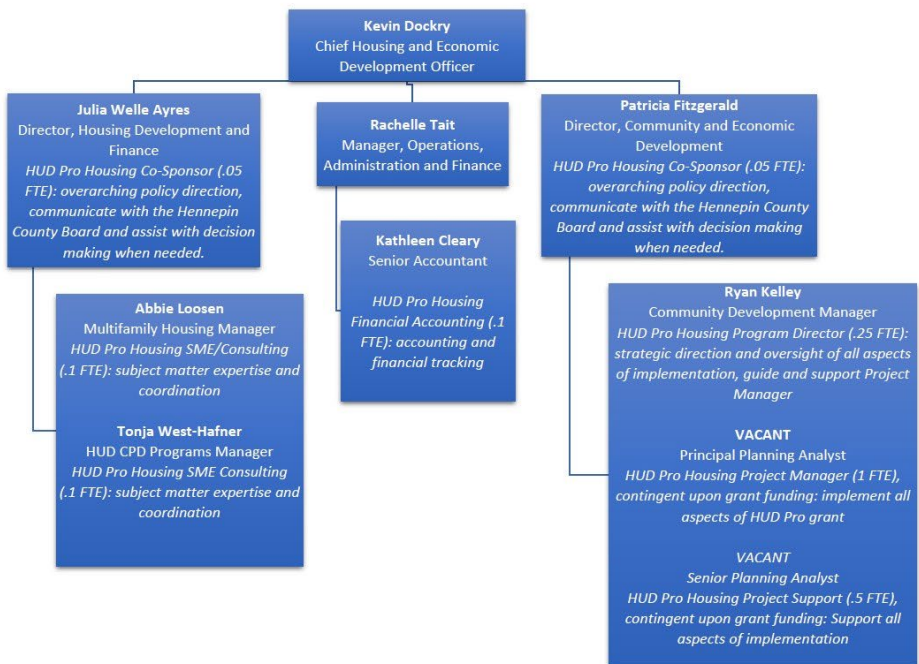 Kevin Dockry
Chief Housing and Economic
Development Officer
Julia Welle Ayres
Director, Housing Development and
Finance
HUD Pro Housing Co-Sponsor (.05
FTE): overarching policy direction,
communicate with the Hennepin
County Board and assist with decision
making when needed.
Abbie Loosen
Multifamily Housing Manager
HUD Pro Housing SME/Consulting
(.1 FTE): subject matter expertise and
coordination
Tonja West-Hafner
HUD CPD Programs Manager
HUD Pro Housing SME Consulting
(.1 FTE): subject matter expertise and
coordination
Rachelle Tait
Manager, Operations,
Administration and Finance
Kathleen Cleary
Senior Accountant
HUD Pro Housing
Financial Accounting (.1
FTE): accounting and
financial tracking
Patricia Fitzgerald
Director, Community and Economic
Development
HUD Pro Housing Co-Sponsor (.05 FTE):
overarching policy direction,
communicate with the Hennepin County
Board and assist with decision making
when needed.
Ryan Kelley
Community Development Manager
HUD Pro Housing Program Director (.25 FTE):
strategic direction and oversight of all aspects
of implementation, guide and support Project
Manager
VACANT
Principal Planning Analyst
HUD Pro Housing Project Manager (1 FTE),
contingent upon grant funding: implement all
aspects of HUD Pro grant
VACANT
Senior Planning Analyst
HUD Pro Housing Project Support (.5 FTE),
contingent upon grant funding: Support all
aspects of implementation